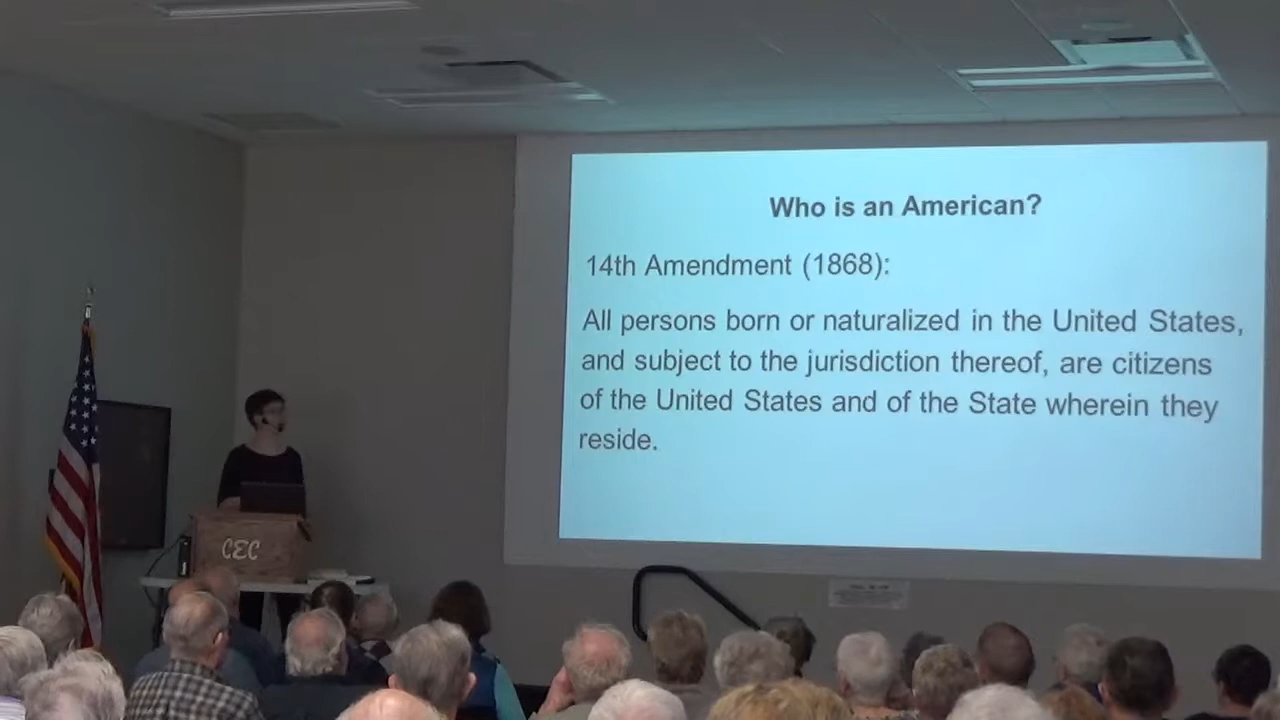 Who is an American?
14th Amendment (1868):
All persons born or naturalized in the United States,
and subject to the jurisdiction thereof, are citizens
of the United States and of the State wherein they
reside.
CEC